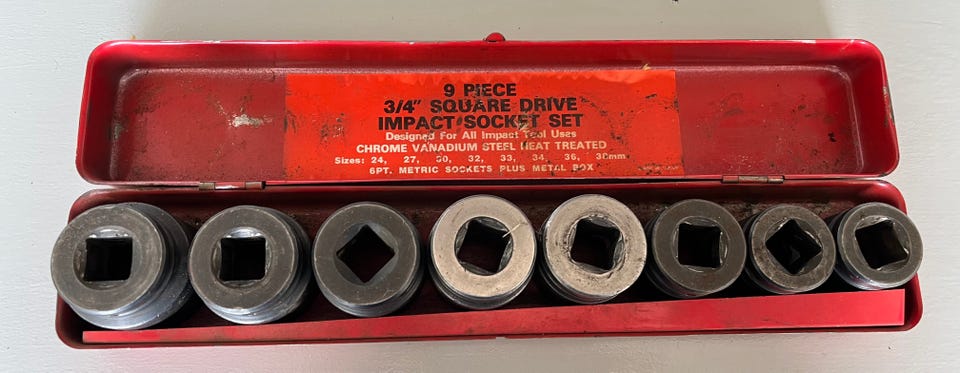 9 PIECE
3/4" SQUARE DRIVE
IMPACT SOCKET SET
Designed For All Impact Tool Uses
CHROME VANADIUM STEEL HEAT TREATED
Sizes: 24, 27, 30, 32, 33, 34, 36, 38mm
6PT. METRIC SOCKETS PLUS METAL BOX